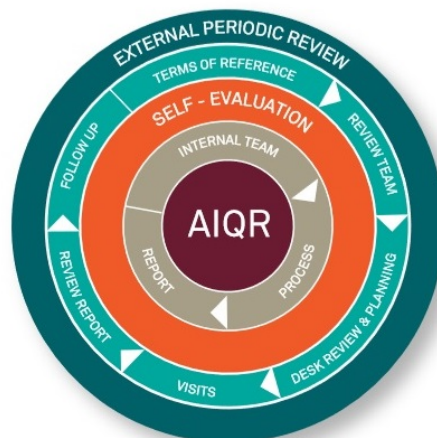 EXTERNAL PERIODIC REVIEW
TERMS OF REFERENCE
REVIEW TEAM
DESK REVIEW & PLANNING
VISITS
REVIEW REPORT
FOLLOW UP
SELF - EVALUATION
INTERNAL TEAM
PROCESS
REPORT
AIQR